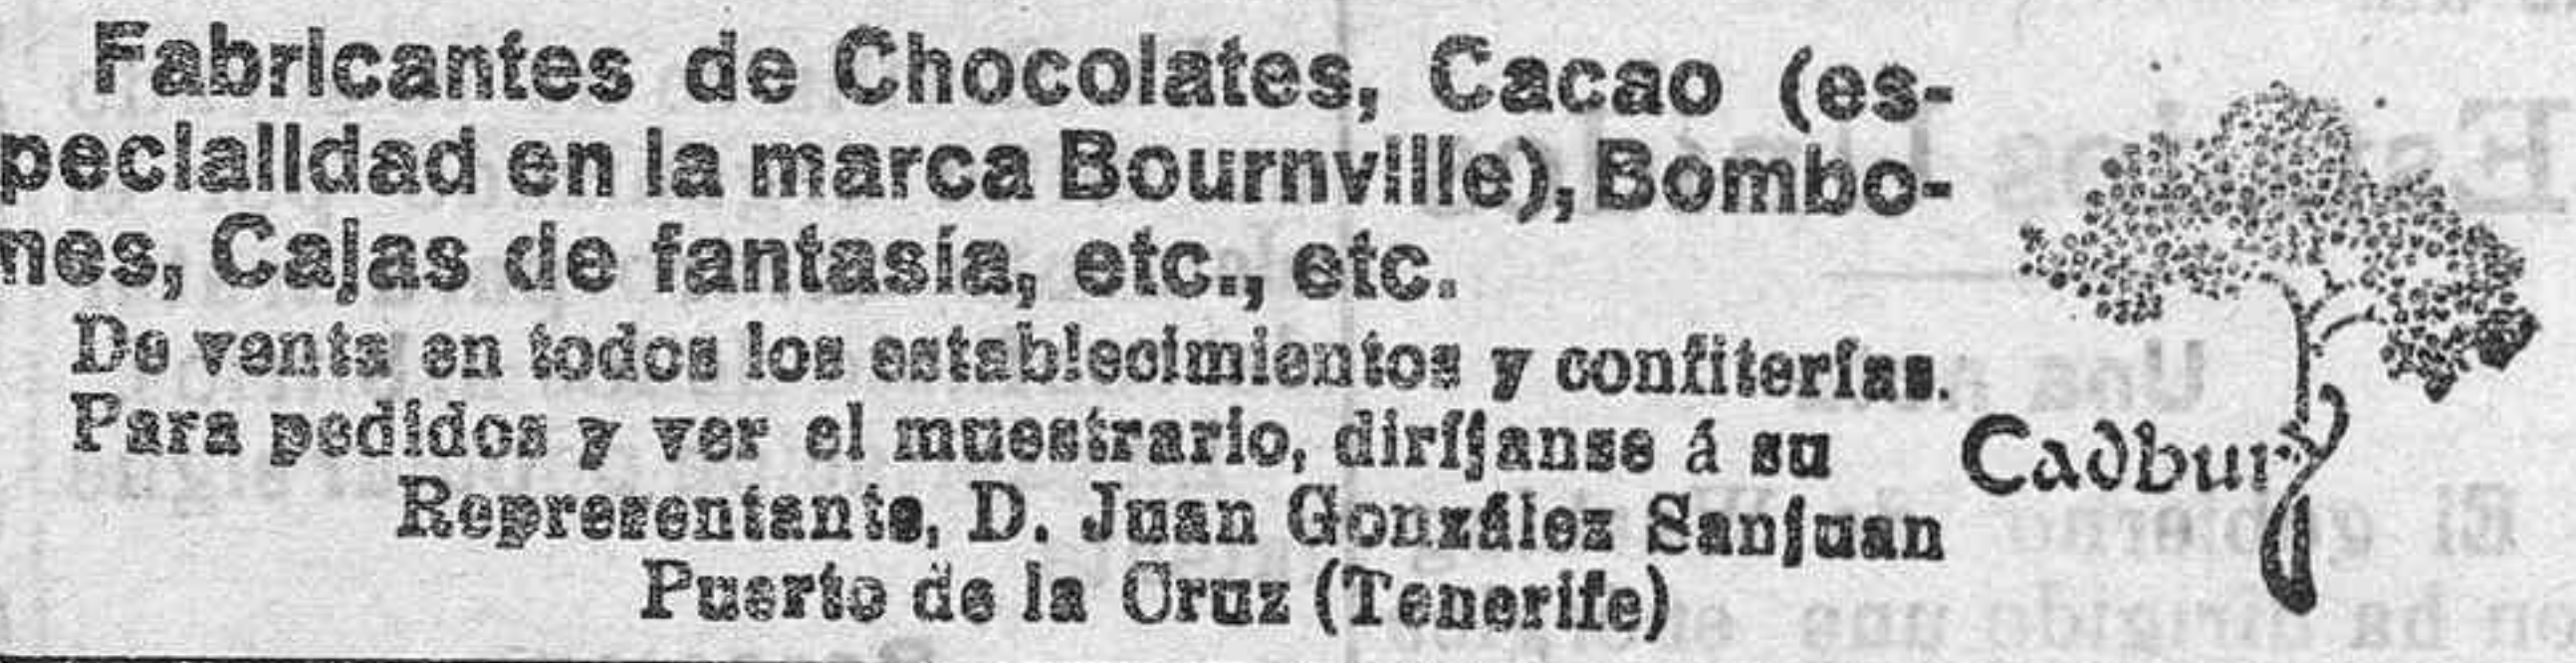 Fabricantes de Chocolates, Cacao (es-
pecialidad en la marca Bournville), Bombo-
nes, Cajas de fantasía, etc., etc.
De venta en todos los establecimientos y confiterías.
Para pedidos y ver el muestrario, diríjanse á su
Representante, D. Juan González Sanjuan
Puerto de la Cruz (Tenerife)
Cadbury